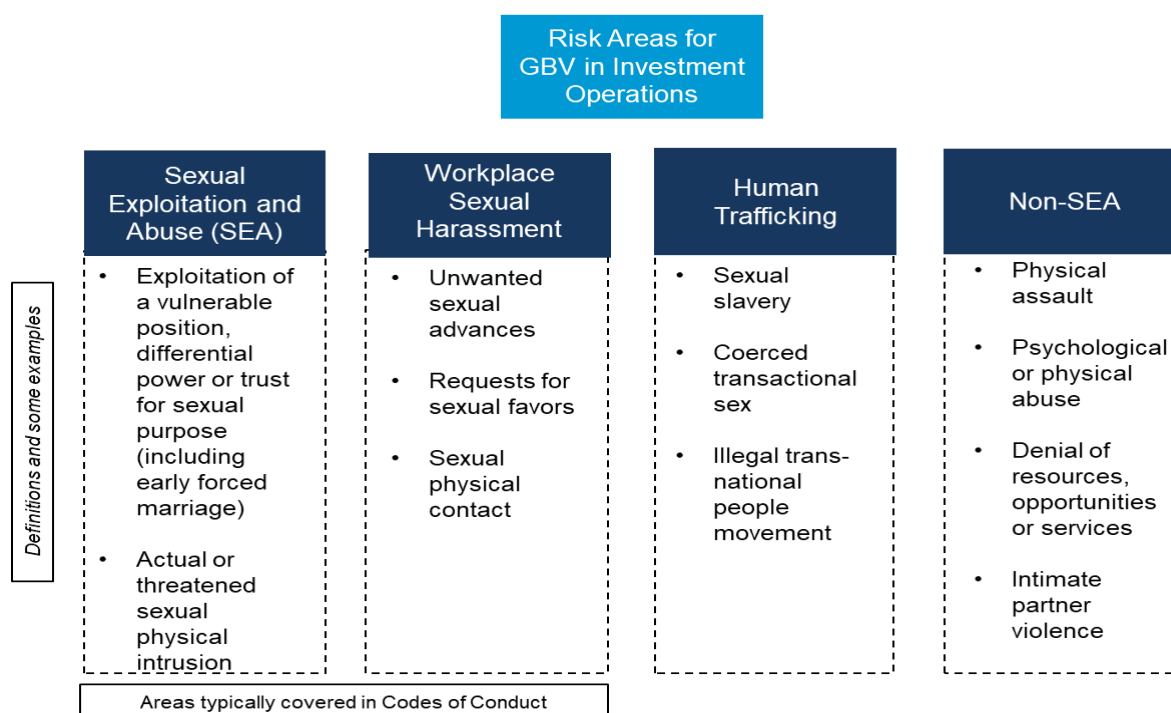 Risk Areas for
GBV in Investment
Operations
Sexual
Exploitation and
Abuse (SEA)
Workplace
Sexual
Harassment
Human
Trafficking
Non-SEA
Definitions and some examples
• Exploitation of
a vulnerable
position,
differential
power or trust
for sexual
purpose
(including
early forced
marriage)
• Actual or
threatened
sexual
physical
intrusion
• Unwanted
sexual
advances
• Requests for
sexual favors
• Sexual
physical
contact
• Sexual
slavery
• Coerced
transactional
sex
• Illegal trans-
national
people
movement
• Physical
assault
• Psychological
or physical
abuse
• Denial of
resources,
opportunities
or services
• Intimate
partner
violence
Areas typically covered in Codes of Conduct